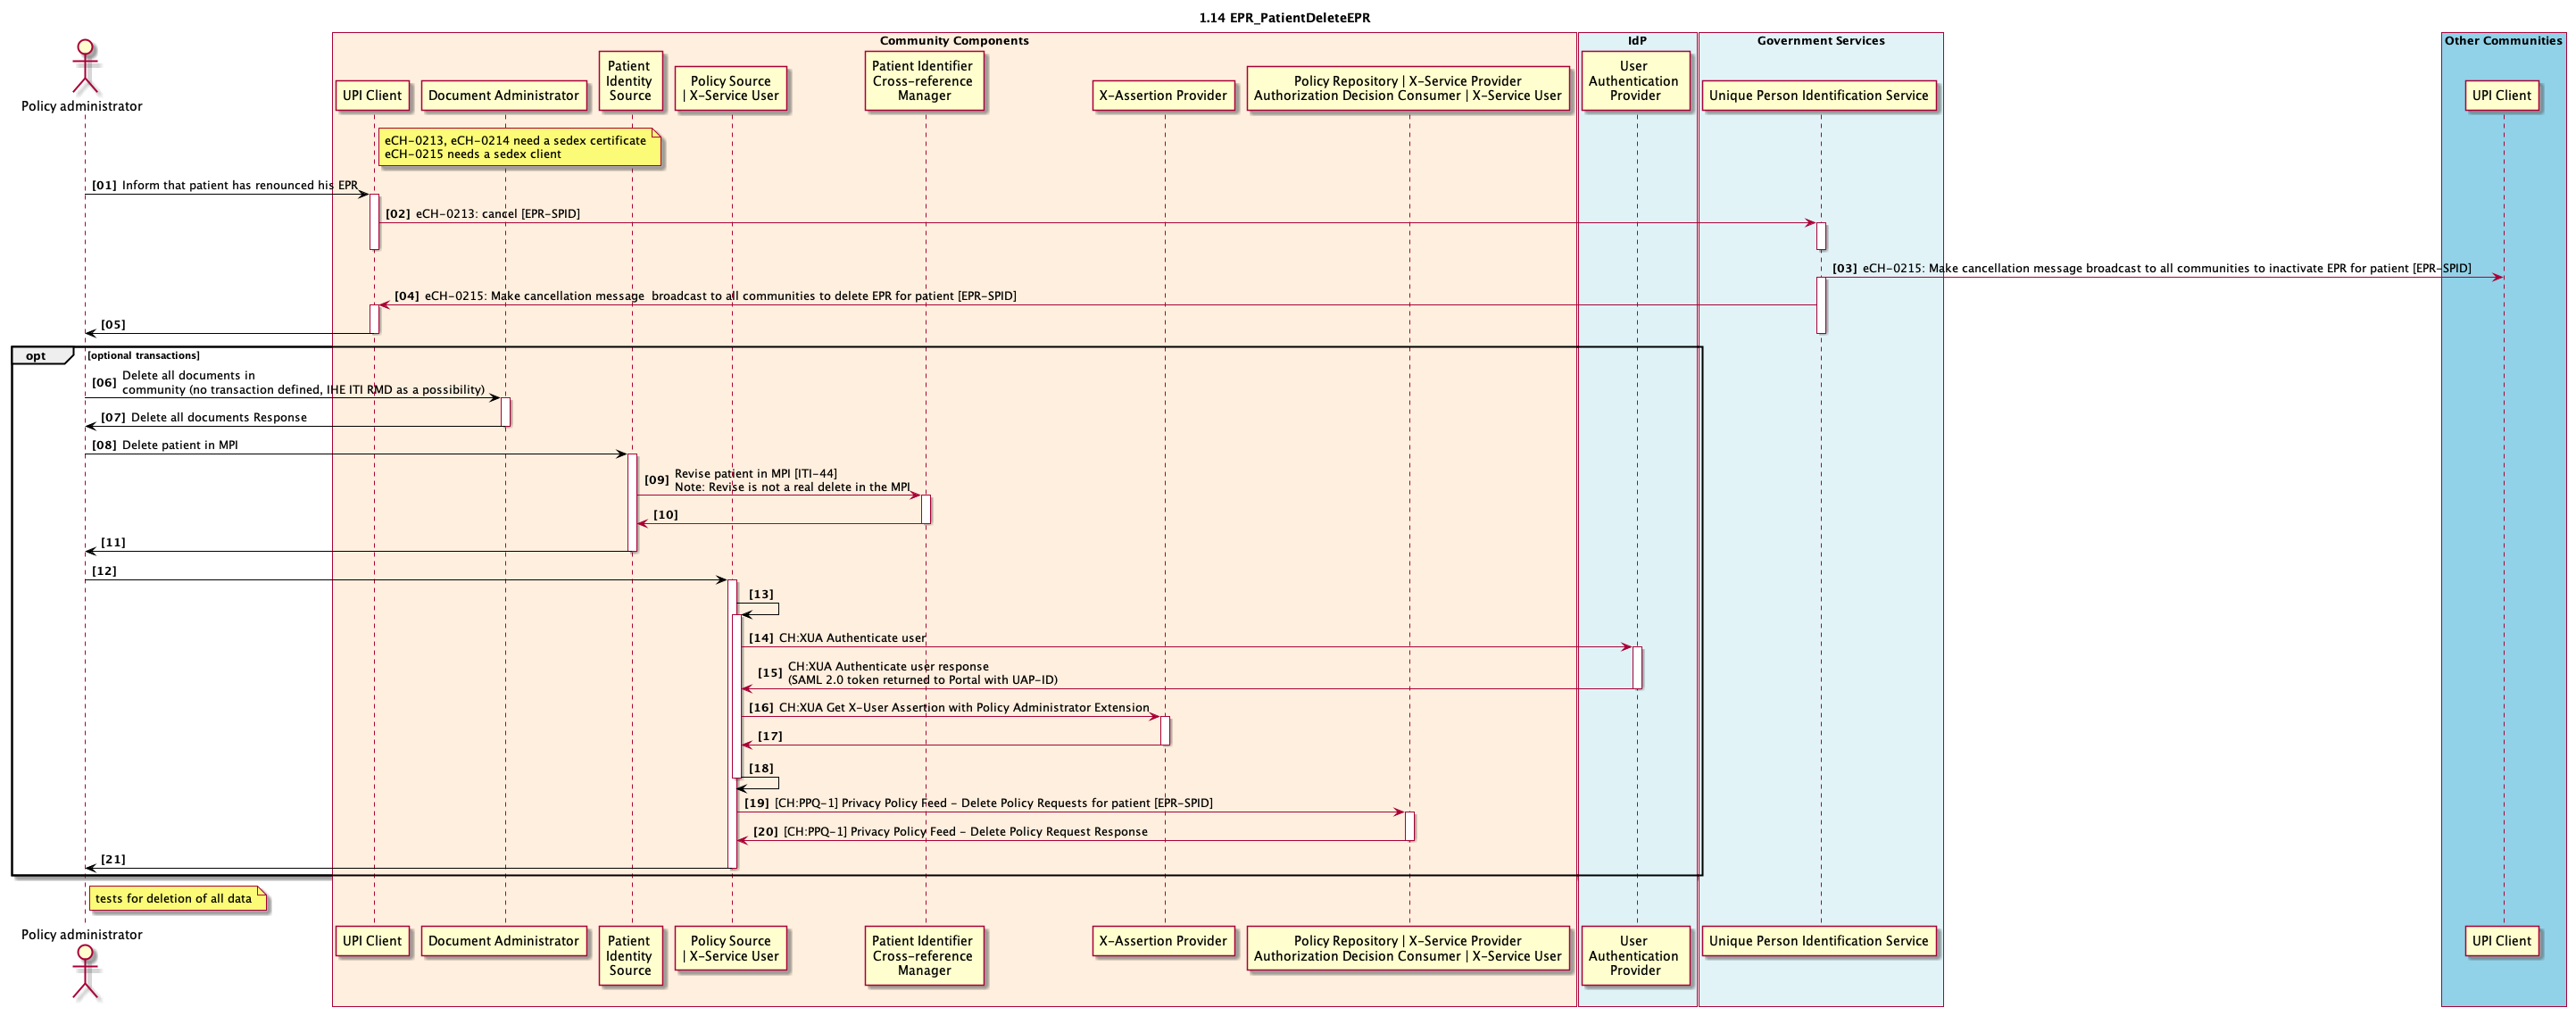 1.14 EPR_PatientDeleteEPR
Community Components
IdP
Government Services
Other Communities
Policy administrator
UPI Client
Document Administrator
Patient
Identity
Source
Policy Source
| X-Service User
Patient Identifier
Cross-reference
Manager
X-Assertion Provider
Policy Repository | X-Service Provider
Authorization Decision Consumer | X-Service User
User
Authentication
Provider
Unique Person Identification Service
UPI Client
eCH-0213, eCH-0214 need a sedex certificate
eCH-0215 needs a sedex client
[01] Inform that patient has renounced his EPR
[02] eCH-0213: cancel [EPR-SPID]
[03] eCH-0215: Make cancellation message broadcast to all communities to inactivate EPR for patient [EPR-SPID]
[04] eCH-0215: Make cancellation message  broadcast to all communities to delete EPR for patient [EPR-SPID]
[05]
opt [optional transactions]
[06] Delete all documents in
community (no transaction defined, IHE ITI RMD as a possibility)
[07] Delete all documents Response
[08] Delete patient in MPI
[09] Revise patient in MPI [ITI-44]
Note: Revise is not a real delete in the MPI
[10]
[11]
[12]
[13]
[14] CH:XUA Authenticate user
[15] CH:XUA Authenticate user response
(SAML 2.0 token returned to Portal with UAP-ID)
[16] CH:XUA Get X-User Assertion with Policy Administrator Extension
[17]
[18]
[19] [CH:PPQ-1] Privacy Policy Feed - Delete Policy Requests for patient [EPR-SPID]
[20] [CH:PPQ-1] Privacy Policy Feed - Delete Policy Request Response
[21]
tests for deletion of all data
Policy administrator
UPI Client
Document Administrator
Patient
Identity
Source
Policy Source
| X-Service User
Patient Identifier
Cross-reference
Manager
X-Assertion Provider
Policy Repository | X-Service Provider
Authorization Decision Consumer | X-Service User
User
Authentication
Provider
Unique Person Identification Service
UPI Client